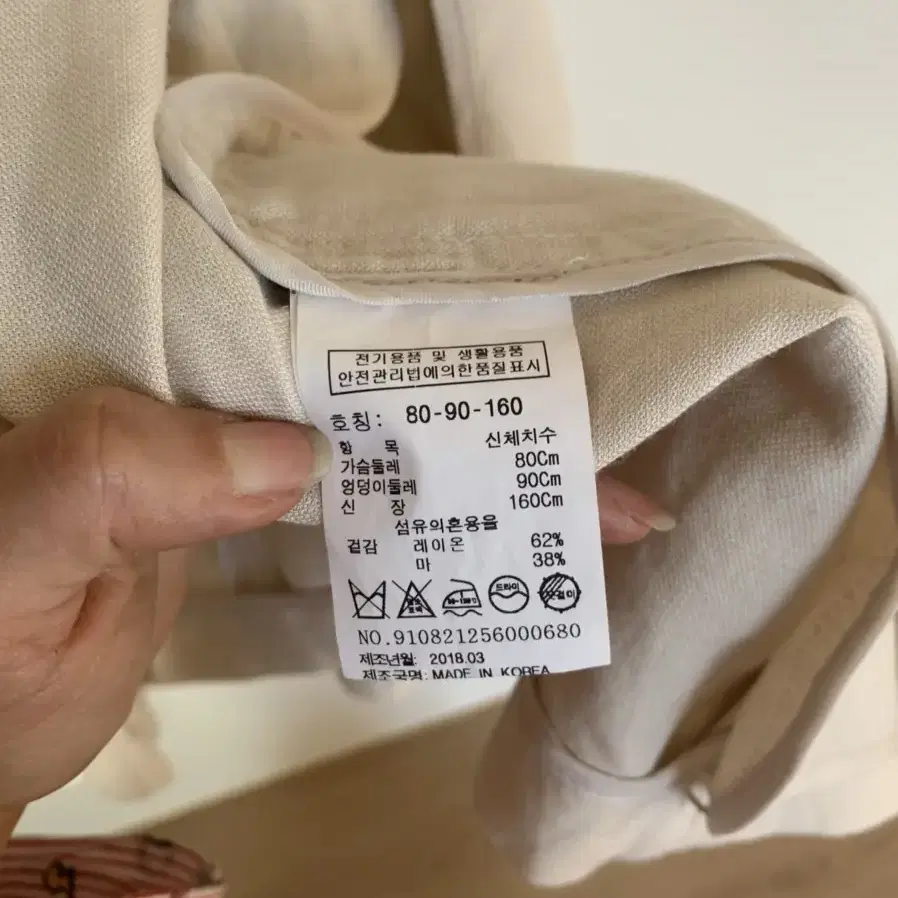 전기용품 및 생활용품
안전관리법에의한품질표시
호칭: 80-90-160
항 목 신체치수
가슴둘레 80Cm
엉덩이둘레 90Cm
신 장 160Cm
섬유의혼용율
겉감 레이온 62%
마 38%
드라이
NO.910821256000680
제조년월: 2018.03
제조국명: MADE IN KOREA